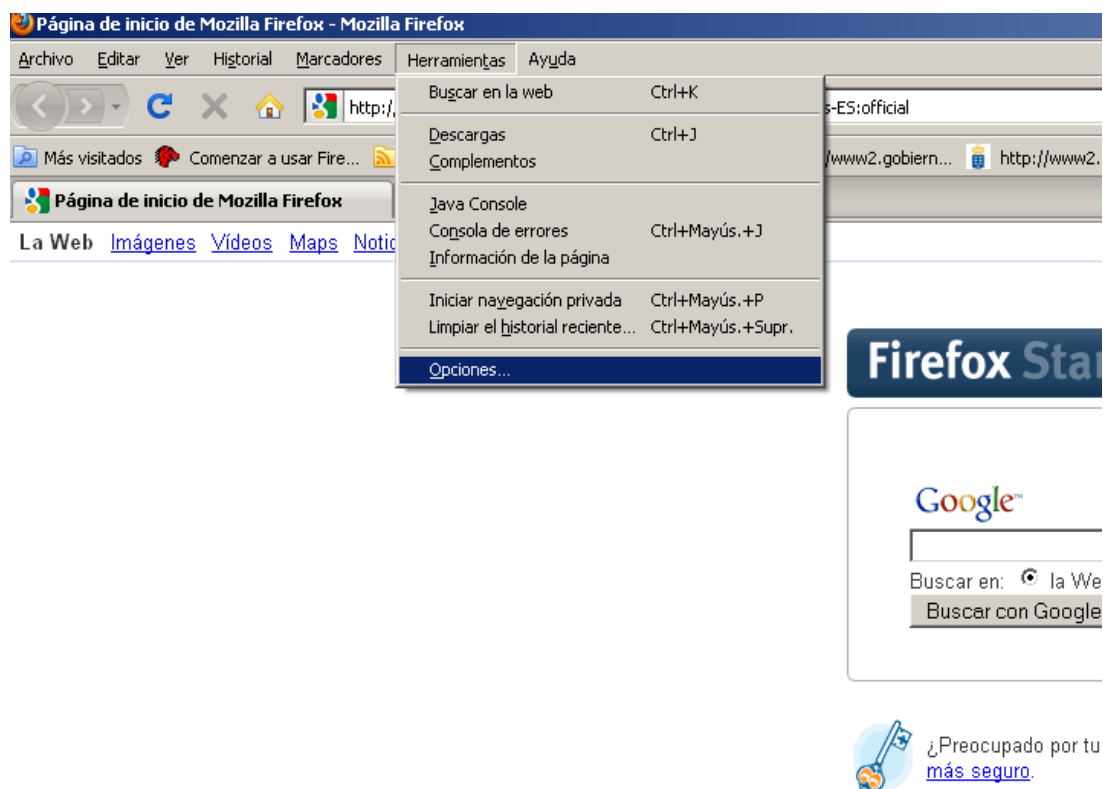 Página de inicio de Mozilla Firefox - Mozilla Firefox
Archivo Editar Ver Historial Marcadores Herramientas Ayuda
http:/ s-ES:official
Buscar en la web Ctrl+K
Descargas Ctrl+J
Complementos
Java Console
Consola de errores Ctrl+Mayús.+J
Información de la página
Iniciar navegación privada Ctrl+Mayús.+P
Limpiar el historial reciente... Ctrl+Mayús.+Supr.
Opciones...
Más visitados Comenzar a usar Fire... /www2.gobiern... http://www2.
Página de inicio de Mozilla Firefox
La Web Imágenes Vídeos Maps Notic
Firefox Star
Google™
Buscar en: la We
Buscar con Google
¿Preocupado por tu
más seguro.